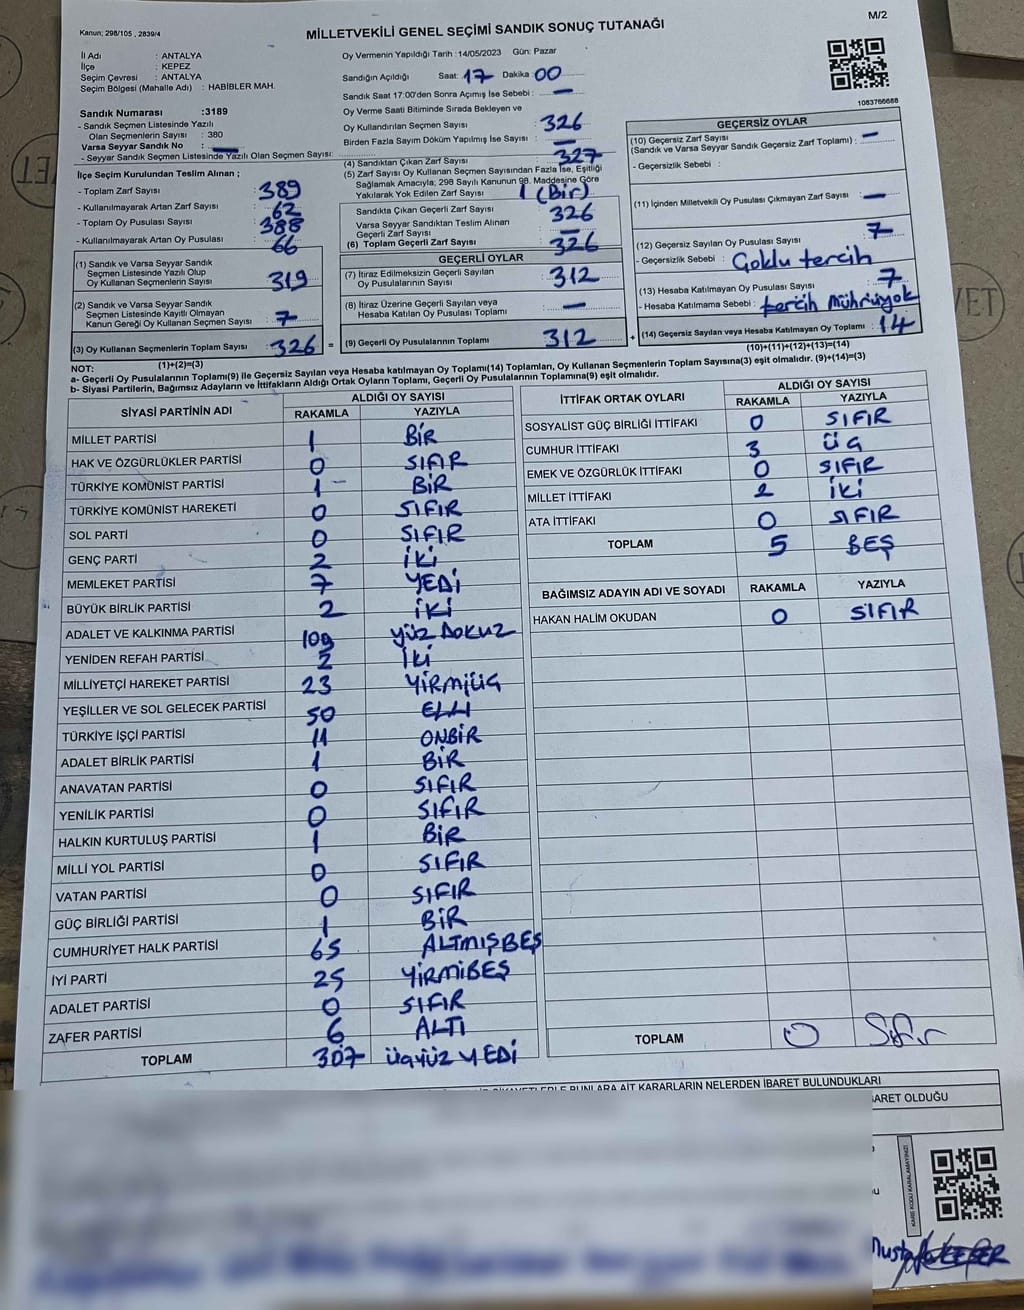 M/2
Kanun; 298/105 , 2839/4
MİLLETVEKİLİ GENEL SEÇİMİ SANDIK SONUÇ TUTANAĞI
İl Adı : ANTALYA
İlçe : KEPEZ
Seçim Çevresi : ANTALYA
Seçim Bölgesi (Mahalle Adı) : HABİBLER MAH.
Sandık Numarası :3189
- Sandık Seçmen Listesinde Yazılı
Olan Seçmenlerin Sayısı : 380
Varsa Seyyar Sandık No : —
- Seyyar Sandık Seçmen Listesinde Yazılı Olan Seçmen Sayısı:
İlçe Seçim Kurulundan Teslim Alınan ;
- Toplam Zarf Sayısı : 389
- Kullanılmayarak Artan Zarf Sayısı : 62
- Toplam Oy Pusulası Sayısı : 388
- Kullanılmayarak Artan Oy Pusulası : 66
(1) Sandık ve Varsa Seyyar Sandık
Seçmen Listesinde Yazılı Olup
Oy Kullanan Seçmenlerin Sayısı : 319
(2) Sandık ve Varsa Seyyar Sandık
Seçmen Listesinde Kayıtlı Olmayan
Kanun Gereği Oy Kullanan Seçmen Sayısı : 7
(3) Oy Kullanan Seçmenlerin Toplam Sayısı : 326
(1)+(2)=(3)
Oy Vermenin Yapıldığı Tarih :14/05/2023 Gün: Pazar
Sandığın Açıldığı Saat: 17 Dakika 00
Sandık Saat 17:00'den Sonra Açımış İse Sebebi : —
Oy Verme Saati Bitiminde Sırada Bekleyen ve
Oy Kullandırılan Seçmen Sayısı : 326
Birden Fazla Sayım Döküm Yapılmış İse Sayısı : —
(4) Sandıktan Çıkan Zarf Sayısı : 327
(5) Zarf Sayısı Oy Kullanan Seçmen Sayısından Fazla İse, Eşitliği
Sağlamak Amacıyla, 298 Sayılı Kanunun 98. Maddesine Göre
Yakılarak Yok Edilen Zarf Sayısı : 1 (Bir)
Sandıkta Çıkan Geçerli Zarf Sayısı : 326
Varsa Seyyar Sandıktan Teslim Alınan
Geçerli Zarf Sayısı : —
(6) Toplam Geçerli Zarf Sayısı : 326
GEÇERLİ OYLAR
(7) İtiraz Edilmeksizin Geçerli Sayılan
Oy Pusulalarının Sayısı : 312
(8) İtiraz Üzerine Geçerli Sayılan veya
Hesaba Katılan Oy Pusulası Toplamı : —
= (9) Geçerli Oy Pusulalarının Toplamı : 312
1083766688
GEÇERSİZ OYLAR
(10) Geçersiz Zarf Sayısı
(Sandık ve Varsa Seyyar Sandık Geçersiz Zarf Toplamı) : —
- Geçersizlik Sebebi :
(11) İçinden Milletvekili Oy Pusulası Çıkmayan Zarf Sayısı : —
(12) Geçersiz Sayılan Oy Pusulası Sayısı : 7
- Geçersizlik Sebebi : Çoklu tercih
(13) Hesaba Katılmayan Oy Pusulası Sayısı : 7
- Hesaba Katılmama Sebebi : tercih Mührüyok
+ (14) Geçersiz Sayılan veya Hesaba Katılmayan Oy Toplamı : 14
(10)+(11)+(12)+(13)=(14)
NOT:
a- Geçerli Oy Pusulaları Toplamı(9) ile Geçersiz Sayılan veya Hesaba katılmayan Oy Toplamı(14) Toplamları, Oy Kullanan Seçmenlerin Toplam Sayısına(3) eşit olmalıdır. (9)+(14)=(3)
b- Siyasi Partilerin, Bağımsız Adayların ve İttifakların Aldığı Ortak Oyların Toplamı, Geçerli Oy Pusulalarının Toplamına(9) eşit olmalıdır.
SİYASİ PARTİNİN ADI ALDIĞI OY SAYISI
RAKAMLA YAZIYLA
MİLLET PARTİSİ 1 BİR
HAK VE ÖZGÜRLÜKLER PARTİSİ 0 SIFIR
TÜRKİYE KOMÜNİST PARTİSİ 1 BİR
TÜRKİYE KOMÜNİST HAREKETİ 0 SIFIR
SOL PARTİ 0 SIFIR
GENÇ PARTİ 2 İKİ
MEMLEKET PARTİSİ 7 YEDİ
BÜYÜK BİRLİK PARTİSİ 2 İKİ
ADALET VE KALKINMA PARTİSİ 109 YÜZ DOKUZ
YENİDEN REFAH PARTİSİ 2 İki
MİLLİYETÇİ HAREKET PARTİSİ 23 YİRMİÜÇ
YEŞİLLER VE SOL GELECEK PARTİSİ 50 ELLİ
TÜRKİYE İŞÇİ PARTİSİ 11 ONBİR
ADALET BİRLİK PARTİSİ 1 BİR
ANAVATAN PARTİSİ 0 SIFIR
YENİLİK PARTİSİ 0 SIFIR
HALKIN KURTULUŞ PARTİSİ 1 BİR
MİLLİ YOL PARTİSİ 0 SIFIR
VATAN PARTİSİ 0 SIFIR
GÜÇ BİRLİĞİ PARTİSİ 1 BİR
CUMHURİYET HALK PARTİSİ 65 ALTMIŞBEŞ
İYİ PARTİ 25 YİRMİBEŞ
ADALET PARTİSİ 0 SIFIR
ZAFER PARTİSİ 6 ALTI
TOPLAM 307 ÜÇYÜZ YEDİ
İTTİFAK ORTAK OYLARI ALDIĞI OY SAYISI
RAKAMLA YAZIYLA
SOSYALİST GÜÇ BİRLİĞİ İTTİFAKI 0 SIFIR
CUMHUR İTTİFAKI 3 ÜÇ
EMEK VE ÖZGÜRLÜK İTTİFAKI 0 SIFIR
MİLLET İTTİFAKI 2 İKİ
ATA İTTİFAKI 0 SIFIR
TOPLAM 5 BEŞ
BAĞIMSIZ ADAYIN ADI VE SOYADI RAKAMLA YAZIYLA
HAKAN HALİM OKUDAN 0 SIFIR
TOPLAM 0 Sıfır
BUNLARA AİT KARARLARIN NELERDEN İBARET BULUNDUKLARI
BARET OLDUĞU
KARE KODU KARALAMAYINIZ!
Mustafa